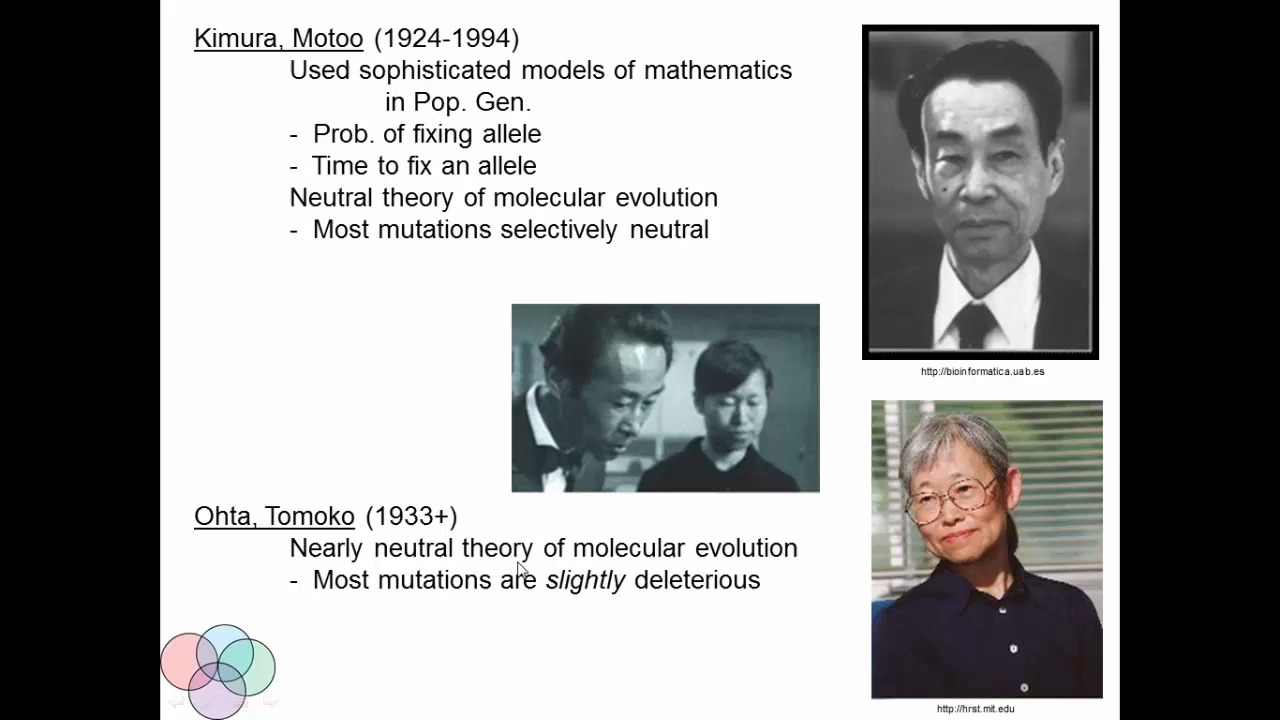 Kimura, Motoo (1924-1994)
Used sophisticated models of mathematics
in Pop. Gen.
- Prob. of fixing allele
- Time to fix an allele
Neutral theory of molecular evolution
- Most mutations selectively neutral
http://bioinformatica.uab.es
Ohta, Tomoko (1933+)
Nearly neutral theory of molecular evolution
- Most mutations are slightly deleterious
http://hrst.mit.edu